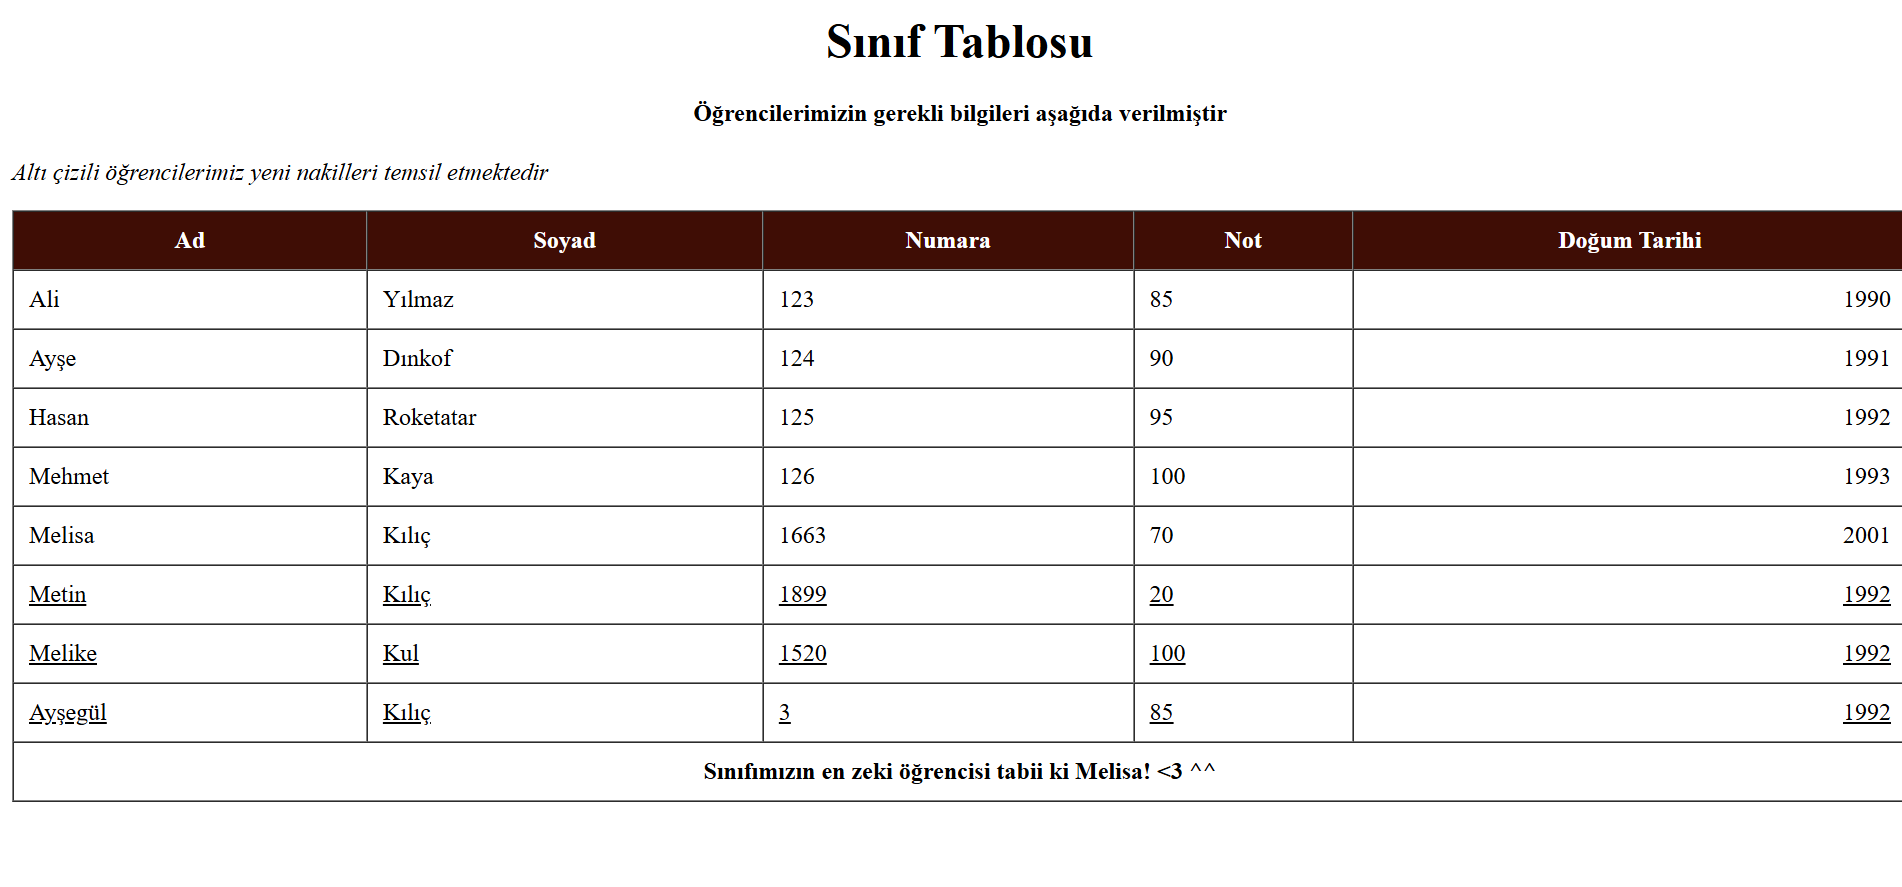 Sınıf Tablosu
Öğrencilerimizin gerekli bilgileri aşağıda verilmiştir
Altı çizili öğrencilerimiz yeni nakilleri temsil etmektedir
Ad Soyad Numara Not Doğum Tarihi
Ali Yılmaz 123 85 1990
Ayşe Dınkof 124 90 1991
Hasan Roketatar 125 95 1992
Mehmet Kaya 126 100 1993
Melisa Kılıç 1663 70 2001
Metin Kılıç 1899 20 1992
Melike Kul 1520 100 1992
Ayşegül Kılıç 3 85 1992
Sınıfımızın en zeki öğrencisi tabii ki Melisa! <3 ^^